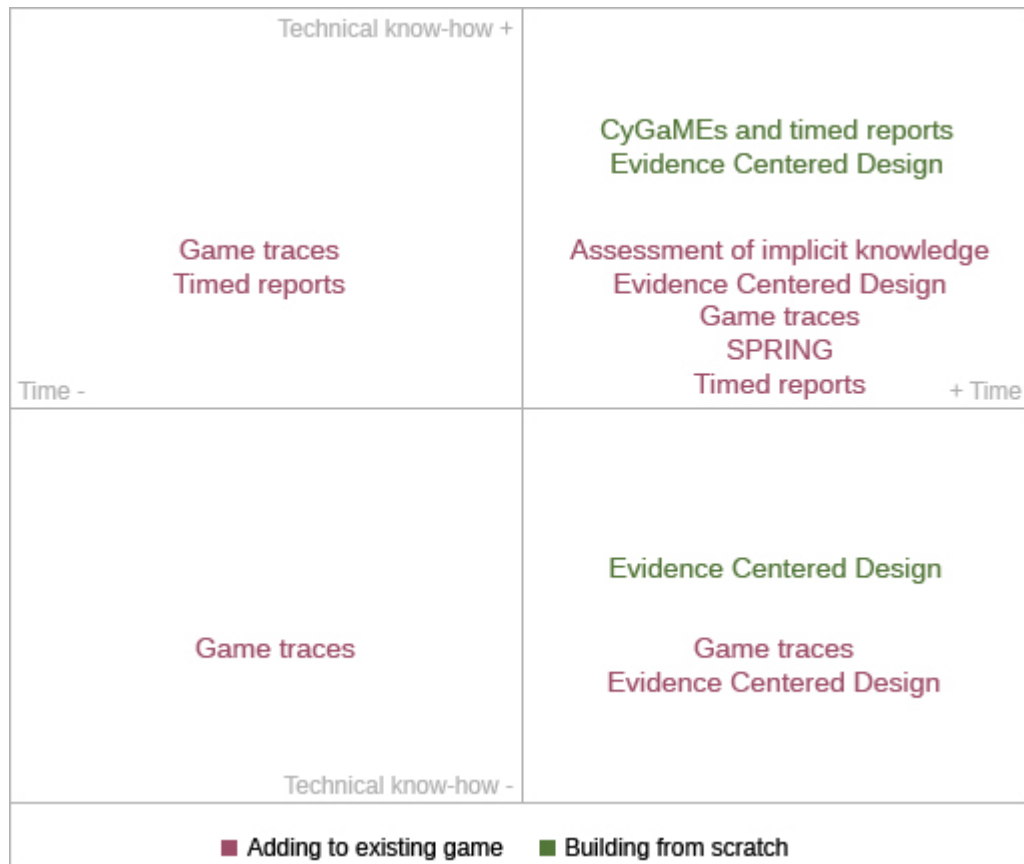 Technical know-how +
CyGaMEs and timed reports
Evidence Centered Design
Game traces
Timed reports
Assessment of implicit knowledge
Evidence Centered Design
Game traces
SPRING
Timed reports
Time -
+ Time
Evidence Centered Design
Game traces
Game traces
Evidence Centered Design
Technical know-how -
Adding to existing game
Building from scratch